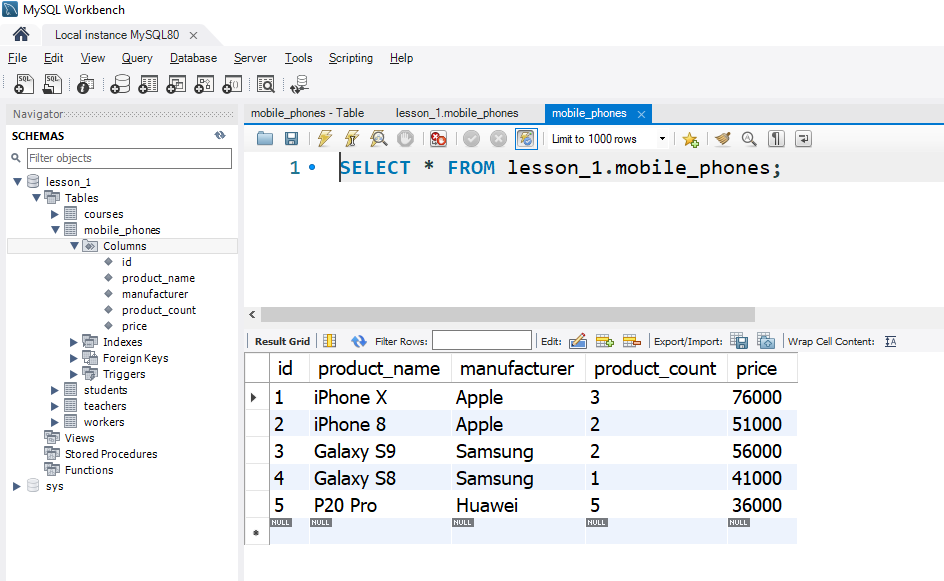 MySQL Workbench
Local instance MySQL80
File Edit View Query Database Server Tools Scripting Help
Navigator
SCHEMAS
Filter objects
lesson_1
Tables
courses
mobile_phones
Columns
id
product_name
manufacturer
product_count
price
Indexes
Foreign Keys
Triggers
students
teachers
workers
Views
Stored Procedures
Functions
sys
mobile_phones - Table lesson_1.mobile_phones mobile_phones
Limit to 1000 rows
1 SELECT * FROM lesson_1.mobile_phones;
Result Grid Filter Rows: Edit: Export/Import: Wrap Cell Content:
id product_name manufacturer product_count price
1 iPhone X Apple 3 76000
2 iPhone 8 Apple 2 51000
3 Galaxy S9 Samsung 2 56000
4 Galaxy S8 Samsung 1 41000
5 P20 Pro Huawei 5 36000
NULL NULL NULL NULL NULL